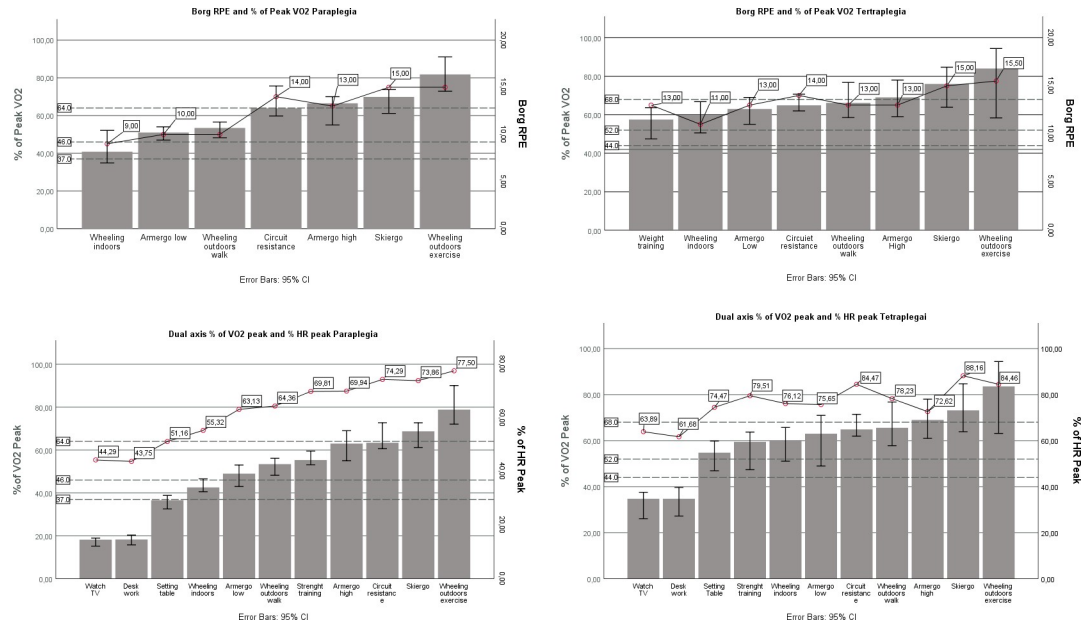 Borg RPE and % of Peak VO2 Paraplegia
100,00
80,00
60,00
40,00
20,00
0,00
% of Peak VO2
64.0
46.0
37.0
9,00
10,00
14,00
13,00
15,00
20,00
15,00
10,00
5,00
0,00
Borg RPE
Wheeling indoors
Armergo low
Wheeling outdoors walk
Circuit resistance
Armergo high
Skiergo
Wheeling outdoors exercise
Error Bars: 95% CI
Borg RPE and % of Peak VO2 Tertraplegia
100,00
80,00
60,00
40,00
20,00
0,00
% of Peak VO2
68.0
52.0
44.0
13,00
11,00
13,00
14,00
13,00
13,00
15,00
15,50
20,00
15,00
10,00
5,00
0,00
Borg RPE
Weight training
Wheeling indoors
Armergo Low
Circuiet resistance
Wheeling outdoors walk
Armergo High
Skiergo
Wheeling outdoors exercise
Error Bars: 95% CI
Dual axis % of VO2 peak and % HR peak Paraplegia
100,00
80,00
60,00
40,00
20,00
0,00
%of VO2 Peak
64.0
46.0
37.0
44,29
43,75
51,16
55,32
63,13
64,36
69,81
69,94
74,29
73,86
77,50
80,00
60,00
40,00
20,00
0,00
% of HR Peak
Watch TV
Desk work
Setting table
Wheeling indoors
Armergo low
Wheeling outdoors walk
Strenght training
Armergo high
Circuit resistanc e
Skiergo
Wheeling outdoors exercise
Error Bars: 95% CI
Dual axis % of VO2 peak and % HR peak Tetraplegai
100,00
80,00
60,00
40,00
20,00
0,00
% of VO2 Peak
68.0
52.0
44.0
63,89
61,68
74,47
79,51
76,12
75,65
84,47
78,23
72,62
88,16
84,46
100,00
80,00
60,00
40,00
20,00
0,00
% of HR Peak
Watch TV
Desk work
Setting Table
Strenght training
Wheeling indoors
Armergo low
Circuit resistanc e
Wheeling outdoors walk
Armergo high
Skiergo
Wheeling outdoors exercise
Error Bars: 95% CI